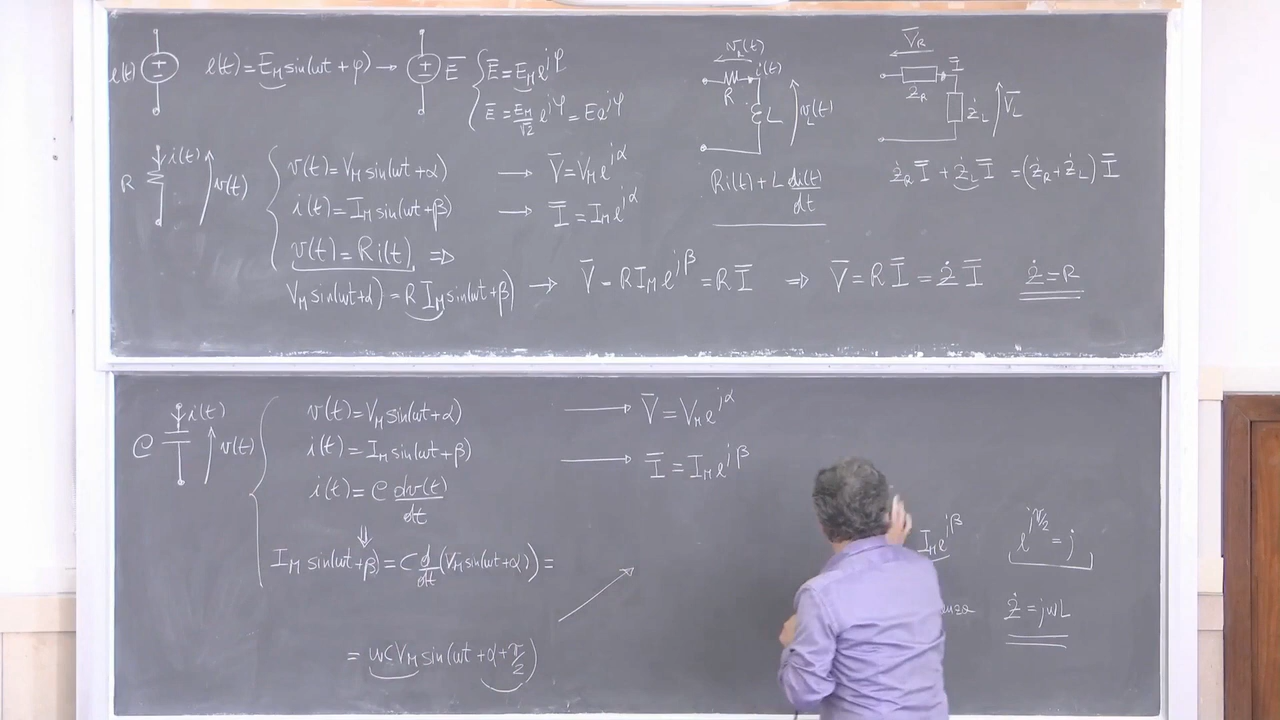 e(t) e(t) = E_M sin(ωt + φ) → E̅ { E̅ = E_M e^{jφ}
E̅ = E_M/√2 e^{jφ} = E e^{jφ}
R i(t) v(t) { v(t) = V_M sin(ωt+α) → V̅ = V_M e^{jα}
i(t) = I_M sin(ωt+β) → I̅ = I_M e^{jα}
v(t) = R i(t) ⇒
V_M sin(ωt+α) = R I_M sin(ωt+β) → V̅ = R I_M e^{jβ} = R I̅ ⇒ V̅ = R I̅ = Ż I̅ Ż = R
v_R(t) i(t) R L v_L(t)
R i(t) + L di(t)/dt
V̅_R I̅ Ż_R Ż_L V̅_L
Ż_R I̅ + Ż_L I̅ = (Ż_R + Ż_L) I̅
C i(t) v(t) { v(t) = V_M sin(ωt+α) → V̅ = V_M e^{jα}
i(t) = I_M sin(ωt+β) → I̅ = I_M e^{jβ}
i(t) = C dv(t)/dt
⇓
I_M sin(ωt+β) = C d/dt (V_M sin(ωt+α)) =
= ωC V_M sin(ωt + α + π/2)
I_M e^{jβ} e^{jπ/2} = j
Ż = jωL